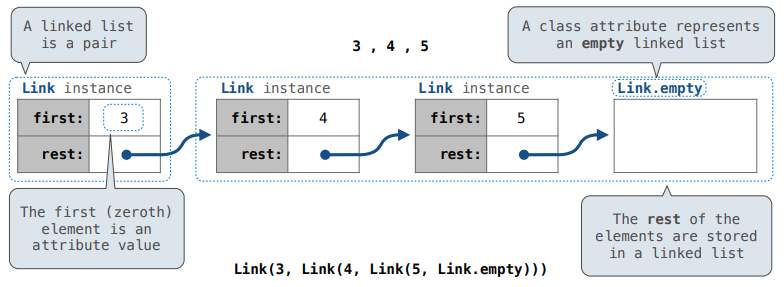 A linked list
is a pair
3 , 4 , 5
A class attribute represents
an empty linked list
Link instance
first: 3
rest:
Link instance
first: 4
rest:
Link instance
first: 5
rest:
Link.empty
The first (zeroth)
element is an
attribute value
The rest of the
elements are stored
in a linked list
Link(3, Link(4, Link(5, Link.empty)))